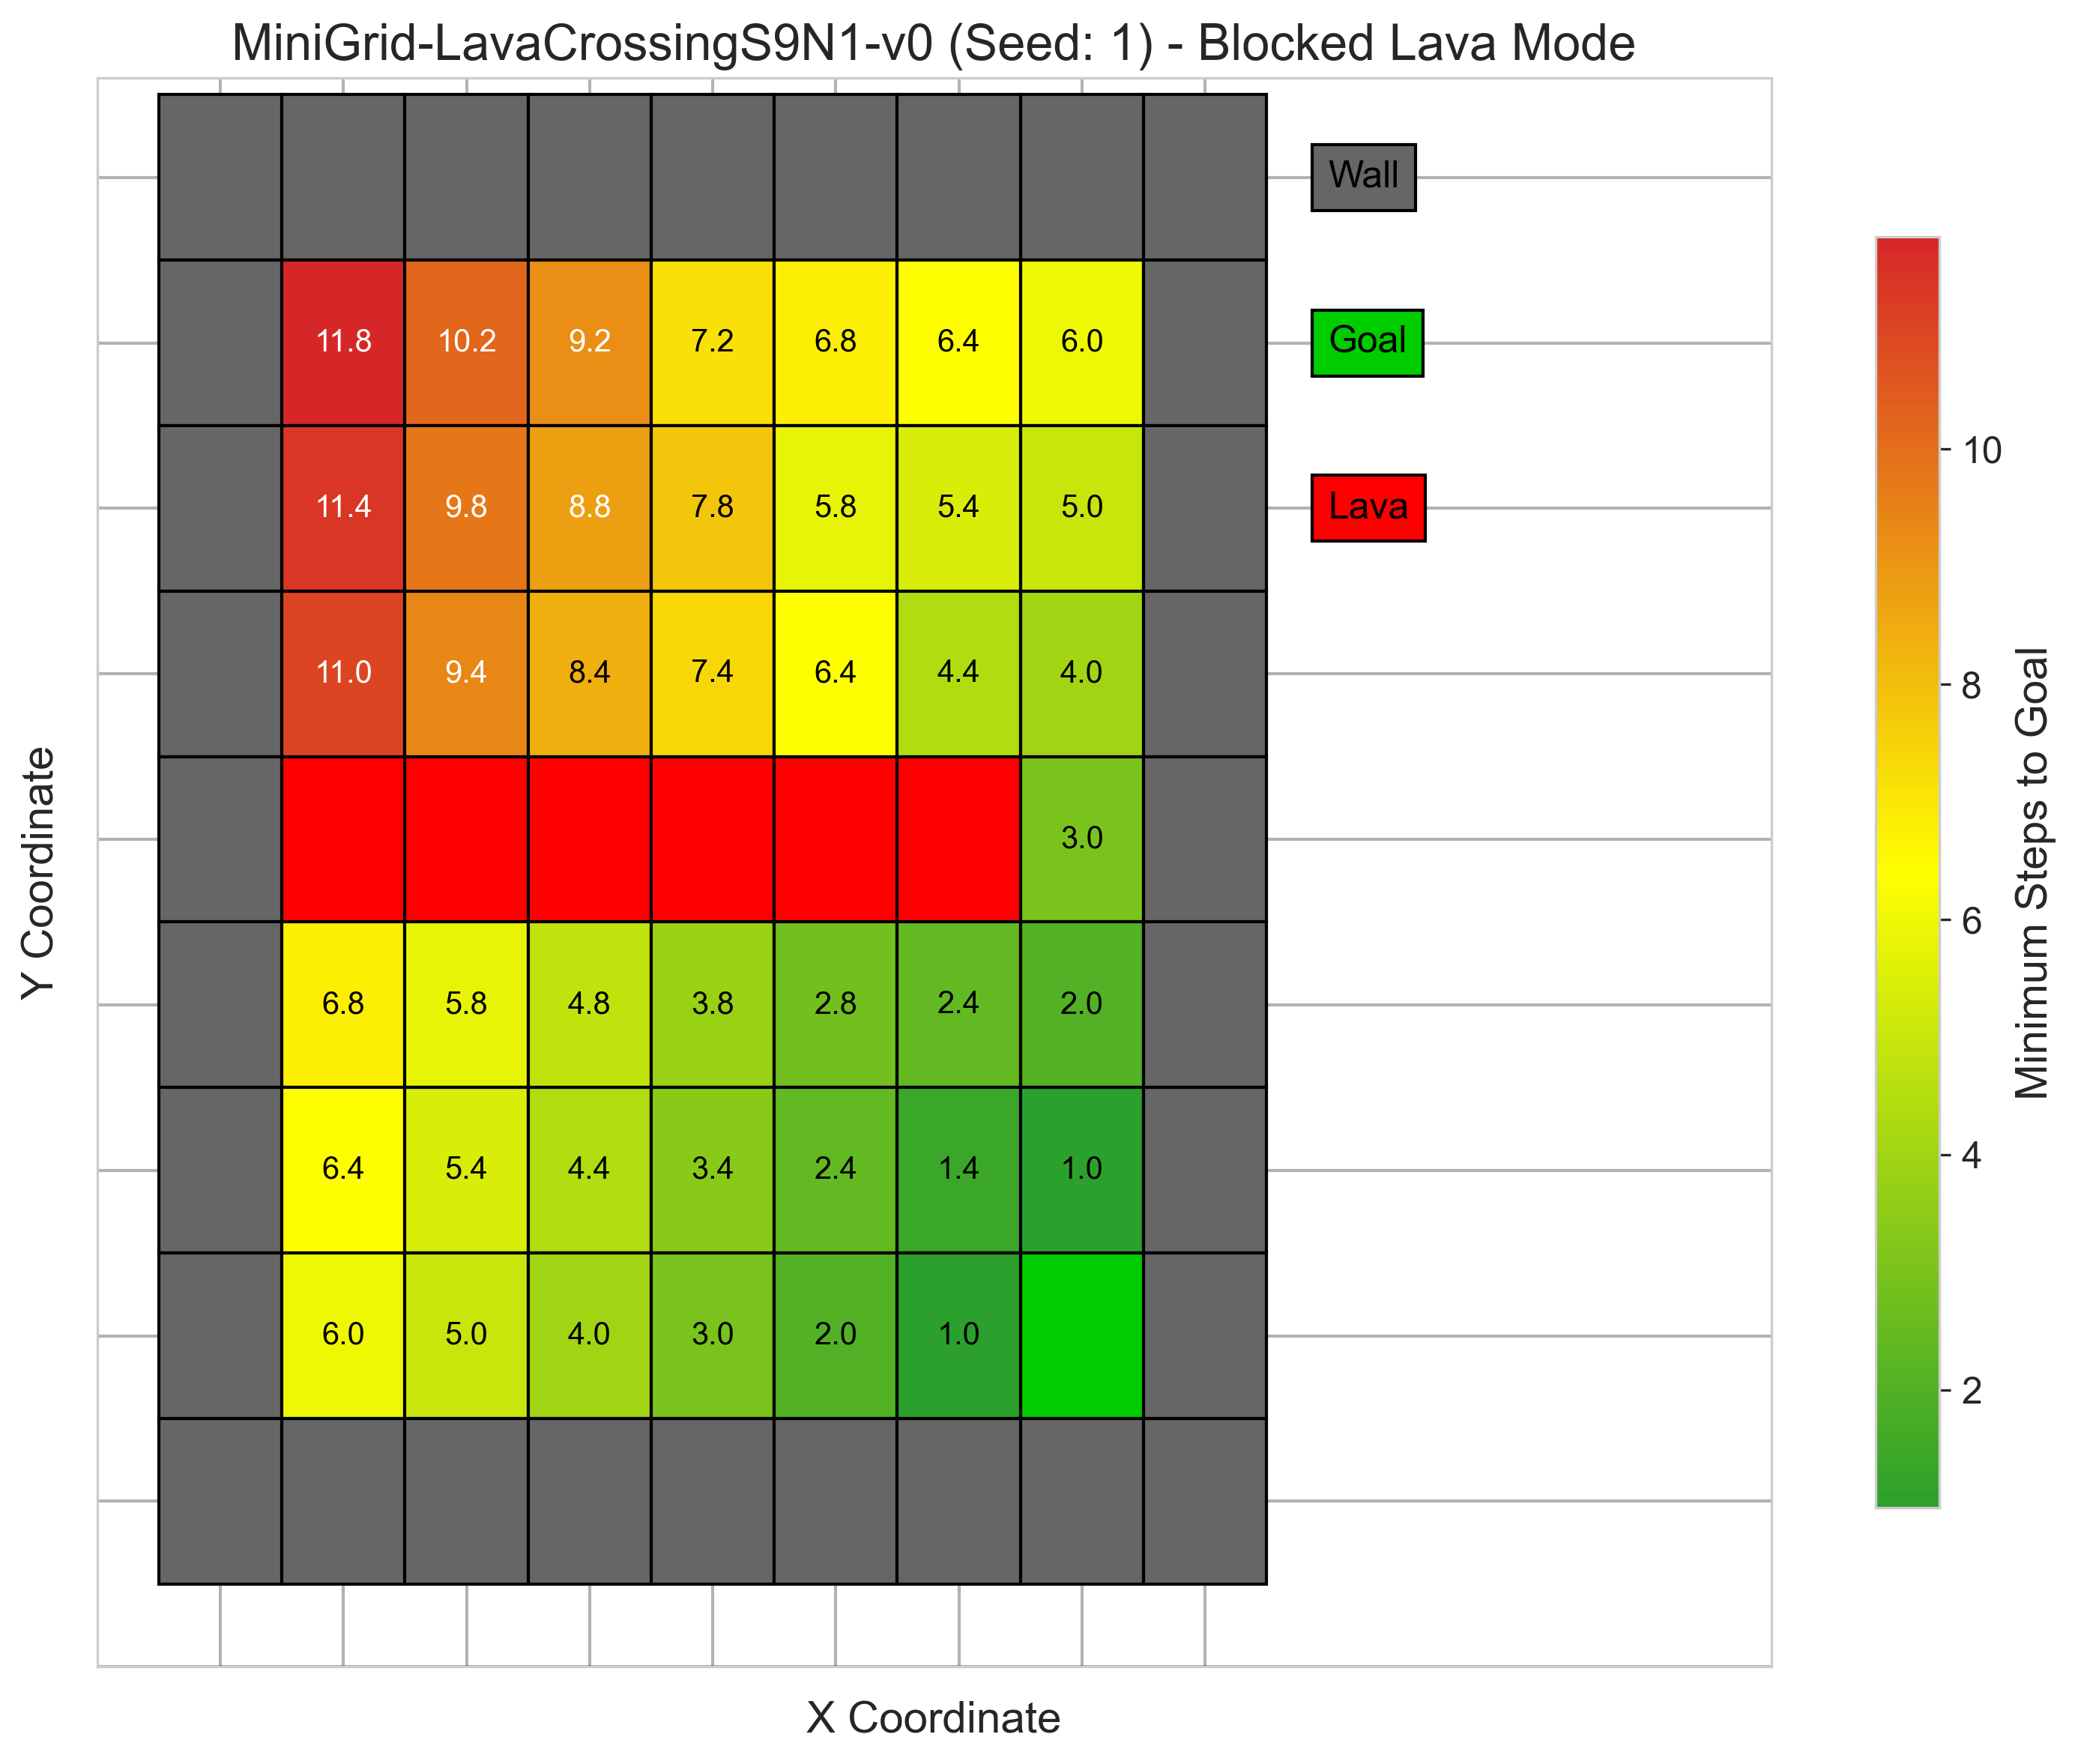 MiniGrid-LavaCrossingS9N1-v0 (Seed: 1) - Blocked Lava Mode
Wall
11.8 10.2 9.2 7.2 6.8 6.4 6.0
Goal
11.4 9.8 8.8 7.8 5.8 5.4 5.0
Lava
11.0 9.4 8.4 7.4 6.4 4.4 4.0
3.0
6.8 5.8 4.8 3.8 2.8 2.4 2.0
6.4 5.4 4.4 3.4 2.4 1.4 1.0
6.0 5.0 4.0 3.0 2.0 1.0
Y Coordinate
X Coordinate
10
8
6
4
2
Minimum Steps to Goal